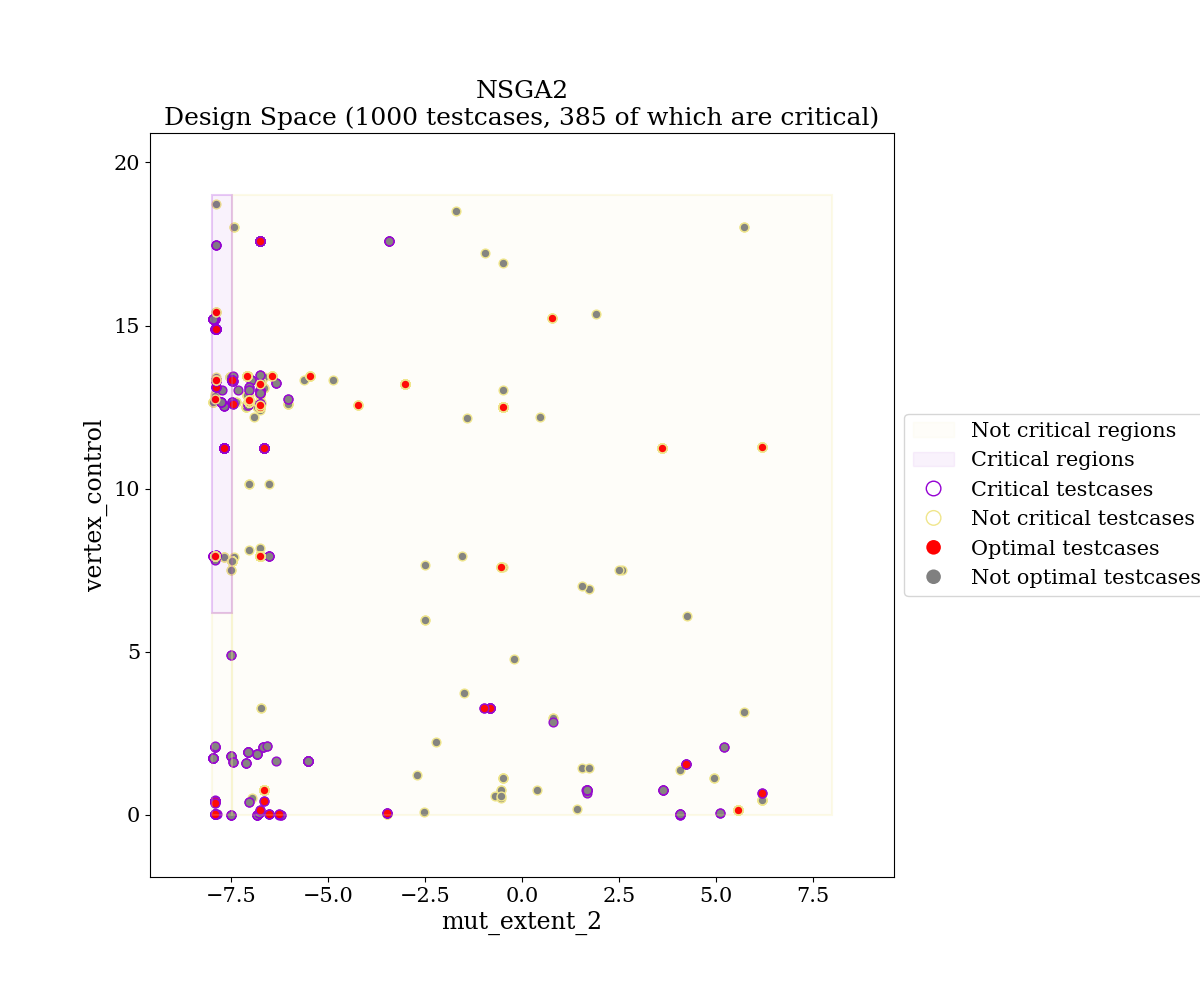 NSGA2
Design Space (1000 testcases, 385 of which are critical)
20
15
10
5
0
vertex_control
−7.5
−5.0
−2.5
0.0
2.5
5.0
7.5
mut_extent_2
Not critical regions
Critical regions
Critical testcases
Not critical testcases
Optimal testcases
Not optimal testcases